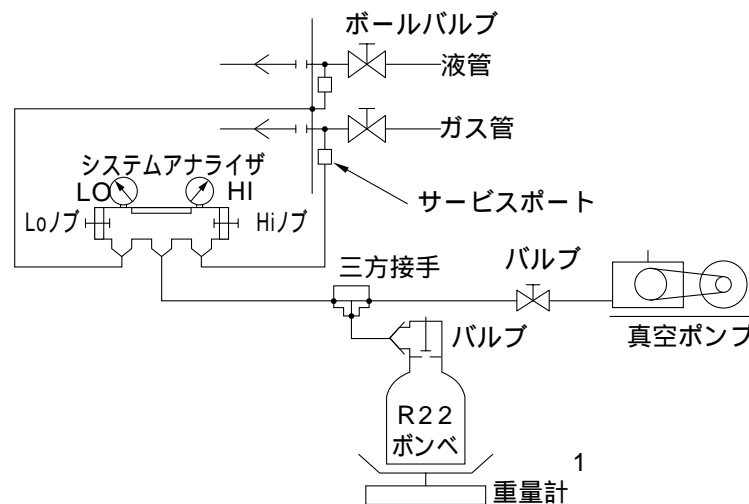 ボールバルブ
液管
ガス管
システムアナライザ
LO HI
サービスポート
Loノブ Hiノブ
三方接手
バルブ
バルブ
真空ポンプ
R22
ボンベ
1
重量計